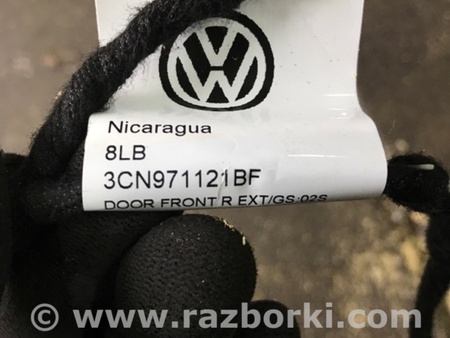 Nicaragua
8LB
3CN971121BF
DOOR FRONT R EXT/GS:02S
© www.razborki.com